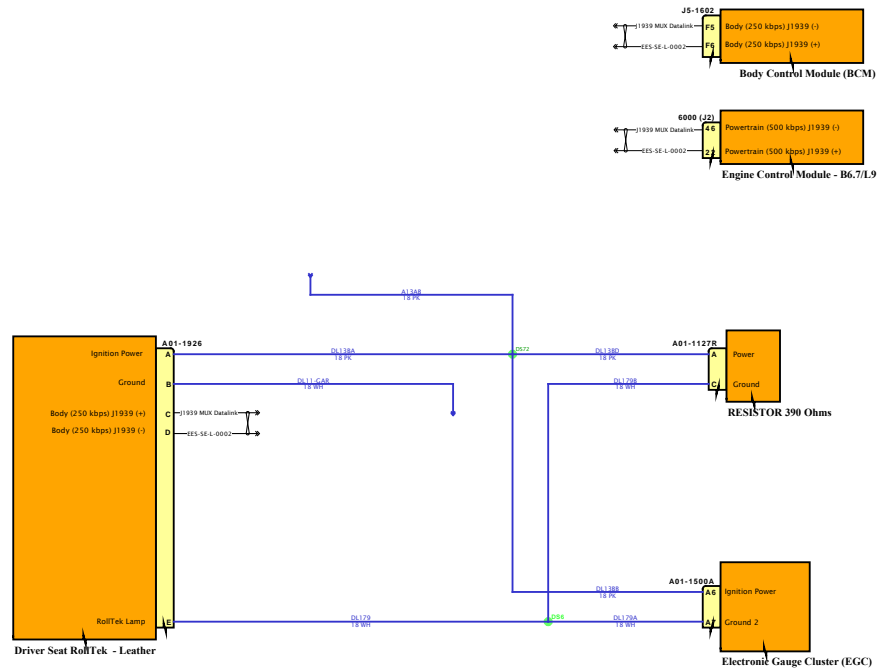 J5-1602
J1939 MUX Datalink
F5
Body (250 kbps) J1939 (-)
EES-SE-L-0002
F6
Body (250 kbps) J1939 (+)
Body Control Module (BCM)
6000 (J2)
J1939 MUX Datalink
46
Powertrain (500 kbps) J1939 (-)
EES-SE-L-0002
Powertrain (500 kbps) J1939 (+)
Engine Control Module - B6.7/L9
A13AB
18 PK
A01-1926
Ignition Power
A
DL13BA
18 PK
DS72
DL13BD
18 PK
A01-1127R
A
Power
Ground
B
DL11-GAR
18 WH
DL179B
18 WH
C
Ground
RESISTOR 390 Ohms
Body (250 kbps) J1939 (+)
C
J1939 MUX Datalink
Body (250 kbps) J1939 (-)
D
EES-SE-L-0002
A01-1500A
DL13BB
18 PK
A6
Ignition Power
RollTek Lamp
E
DL179
18 WH
DL179A
18 WH
Ground 2
Driver Seat RollTek - Leather
Electronic Gauge Cluster (EGC)